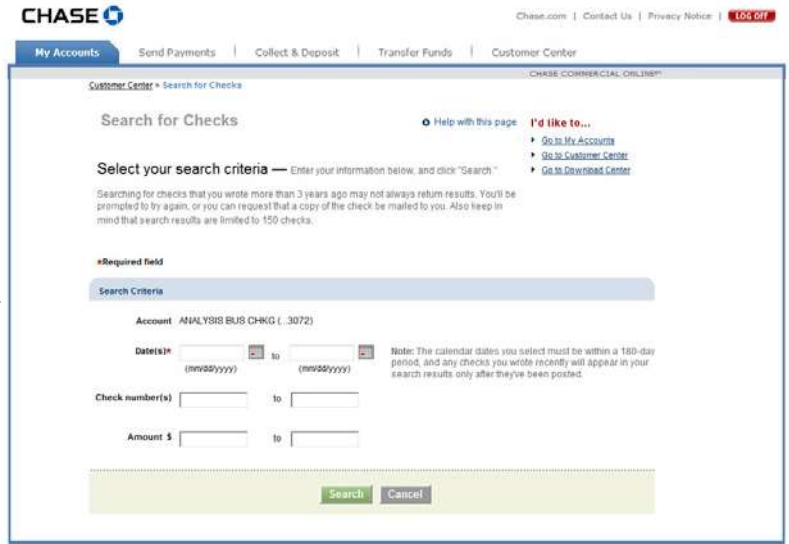 CHASE
Chase.com | Contact Us | Privacy Notice | LOG OFF
My Accounts Send Payments | Collect & Deposit | Transfer Funds | Customer Center
CHASE COMMERCIAL ONLINE℠
Customer Center » Search for Checks
Search for Checks
Help with this page
I'd like to...
Go to My Accounts
Go to Customer Center
Go to Download Center
Select your search criteria — Enter your information below, and click "Search."
Searching for checks that you wrote more than 3 years ago may not always return results. You'll be
prompted to try again, or you can request that a copy of the check be mailed to you. Also keep in
mind that search results are limited to 150 checks.
*Required field
Search Criteria
Account ANALYSIS BUS CHKG (...3072)
Date(s)* to
(mm/dd/yyyy) (mm/dd/yyyy)
Note: The calendar dates you select must be within a 180-day
period, and any checks you wrote recently will appear in your
search results only after they've been posted.
Check number(s) to
Amount $ to
Search Cancel